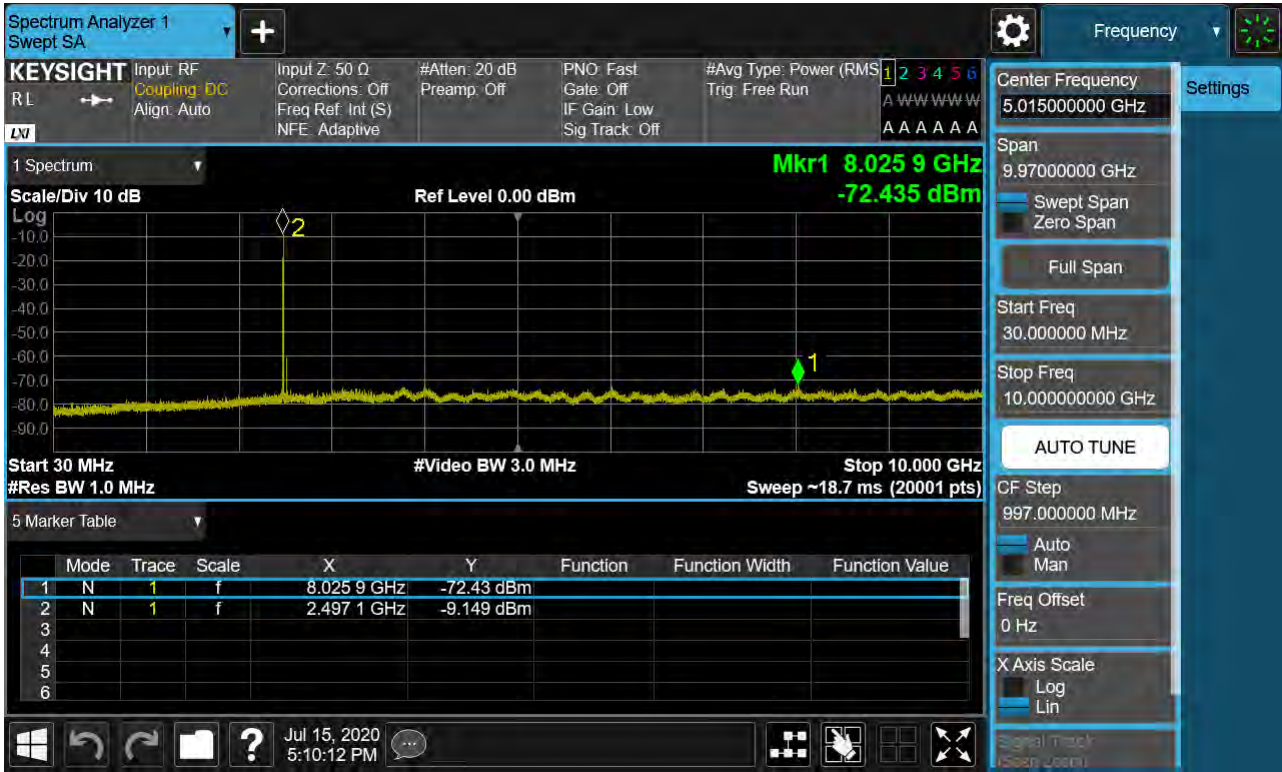 Spectrum Analyzer 1
Swept SA
+
Frequency
KEYSIGHT
RL
LXI
Input: RF
Coupling: DC
Align: Auto
Input Z: 50 Ω
Corrections: Off
Freq Ref: Int (S)
NFE: Adaptive
#Atten: 20 dB
Preamp: Off
PNO: Fast
Gate: Off
IF Gain: Low
Sig Track: Off
#Avg Type: Power (RMS
Trig: Free Run
1 2 3 4 5 6
A W W W W W
A A A A A A
1 Spectrum
Mkr1 8.025 9 GHz
Scale/Div 10 dB
Ref Level 0.00 dBm
-72.435 dBm
Log
-10.0
-20.0
-30.0
-40.0
-50.0
-60.0
-70.0
-80.0
-90.0
2
1
Start 30 MHz
#Video BW 3.0 MHz
Stop 10.000 GHz
#Res BW 1.0 MHz
Sweep ~18.7 ms (20001 pts)
5 Marker Table
Mode Trace Scale X Y Function Function Width Function Value
1 N 1 f 8.025 9 GHz -72.43 dBm
2 N 1 f 2.497 1 GHz -9.149 dBm
3
4
5
6
Center Frequency
5.015000000 GHz
Span
9.97000000 GHz
Swept Span
Zero Span
Full Span
Start Freq
30.000000 MHz
Stop Freq
10.000000000 GHz
AUTO TUNE
CF Step
997.000000 MHz
Auto
Man
Freq Offset
0 Hz
X Axis Scale
Log
Lin
Signal Track
(Span Zoom)
Settings
?
Jul 15, 2020
5:10:12 PM